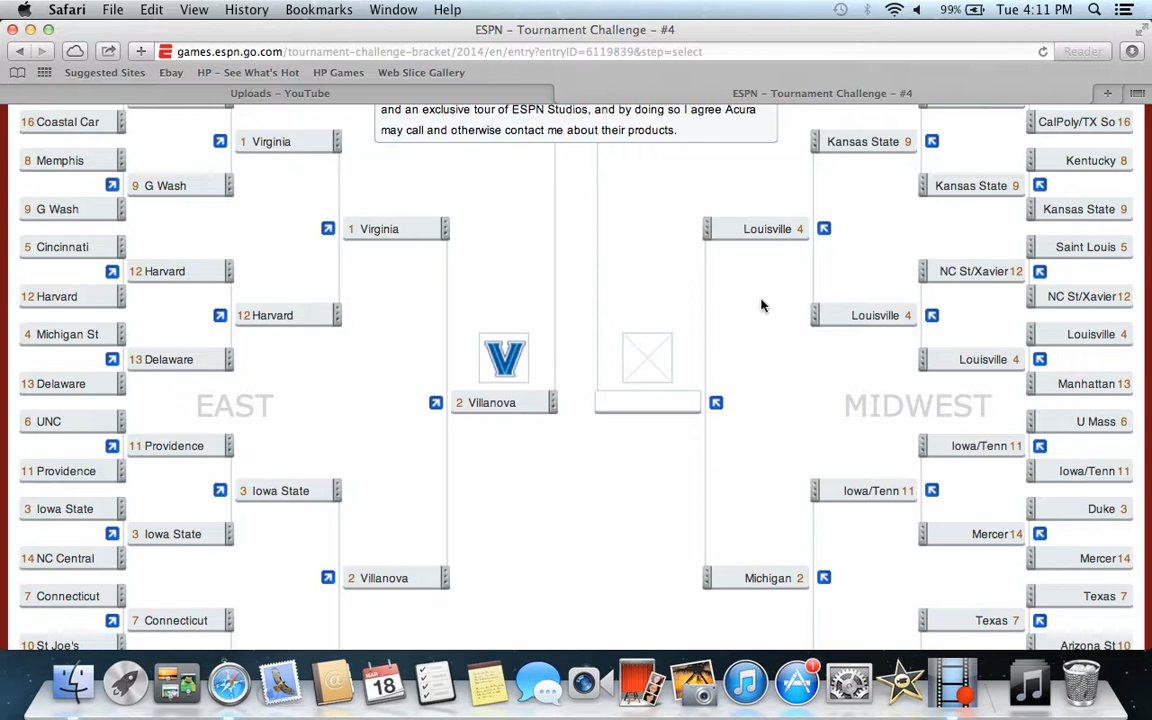 Safari File Edit View History Bookmarks Window Help 99% Tue 4:11 PM
ESPN - Tournament Challenge - #4
games.espn.go.com/tournament-challenge-bracket/2014/en/entry?entryID=6119839&step=select
Reader
Suggested Sites Ebay HP - See What's Hot HP Games Web Slice Gallery
Uploads - YouTube
ESPN - Tournament Challenge - #4
and an exclusive tour of ESPN Studios, and by doing so I agree Acura
may call and otherwise contact me about their products.
16 Coastal Car
8 Memphis
9 G Wash
5 Cincinnati
12 Harvard
4 Michigan St
13 Delaware
6 UNC
11 Providence
3 Iowa State
14 NC Central
7 Connecticut
10 St Joe's
9 G Wash
12 Harvard
13 Delaware
11 Providence
3 Iowa State
7 Connecticut
1 Virginia
12 Harvard
3 Iowa State
1 Virginia
2 Villanova
EAST
V
2 Villanova
Louisville 4
Michigan 2
Kansas State 9
Louisville 4
Iowa/Tenn 11
MIDWEST
Kansas State 9
NC St/Xavier 12
Louisville 4
Iowa/Tenn 11
Mercer 14
Texas 7
CalPoly/TX So 16
Kentucky 8
Kansas State 9
Saint Louis 5
NC St/Xavier 12
Louisville 4
Manhattan 13
U Mass 6
Iowa/Tenn 11
Duke 3
Mercer 14
Texas 7
Arizona St 10
MAR
18
1